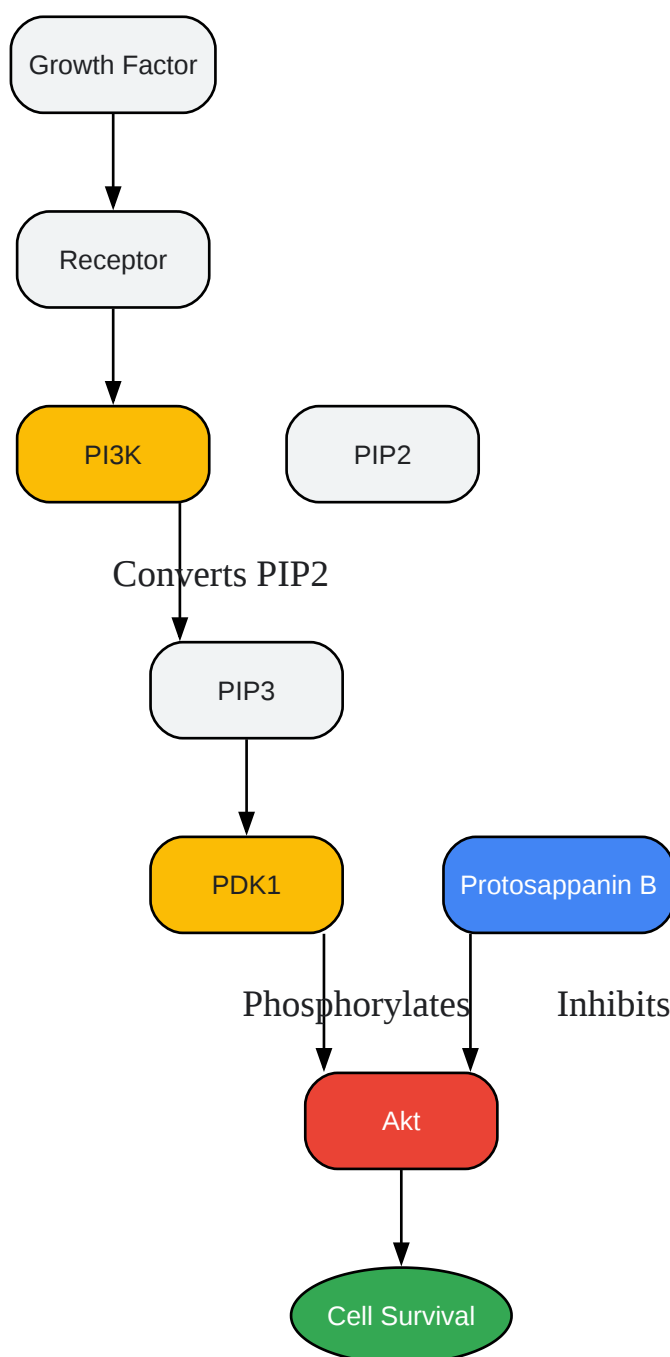 Growth Factor
Receptor
PI3K
PIP2
Converts PIP2
PIP3
PDK1
Protosappanin B
Phosphorylates
Inhibits
Akt
Cell Survival